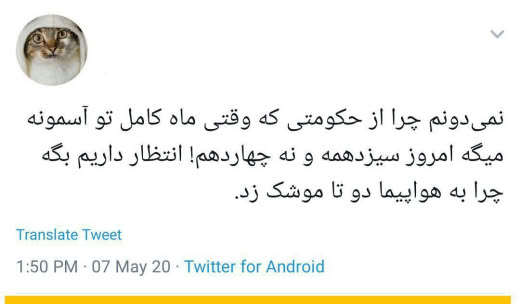 نمی‌دونم چرا از حکومتی که وقتی ماه کامل تو آسمونه
میگه امروز سیزدهمه و نه چهاردهم! انتظار داریم بگه
چرا به هواپیما دو تا موشک زد.
Translate Tweet
1:50 PM · 07 May 20 · Twitter for Android